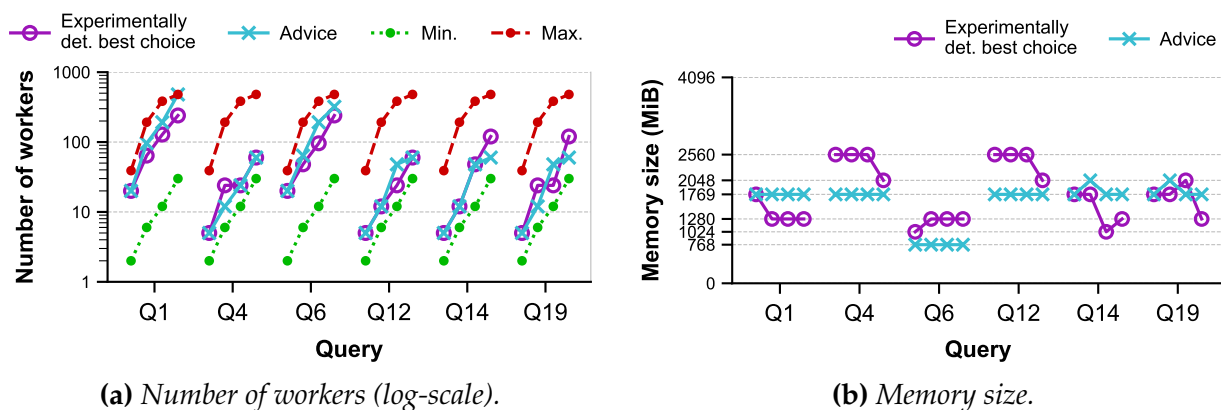 Experimentally
det. best choice
Advice
Min.
Max.
Number of workers
1000
100
10
1
Q1 Q4 Q6 Q12 Q14 Q19
Query
(a) Number of workers (log-scale).
Experimentally
det. best choice
Advice
Memory size (MiB)
4096
2560
2048
1769
1280
1024
768
0
Q1 Q4 Q6 Q12 Q14 Q19
Query
(b) Memory size.